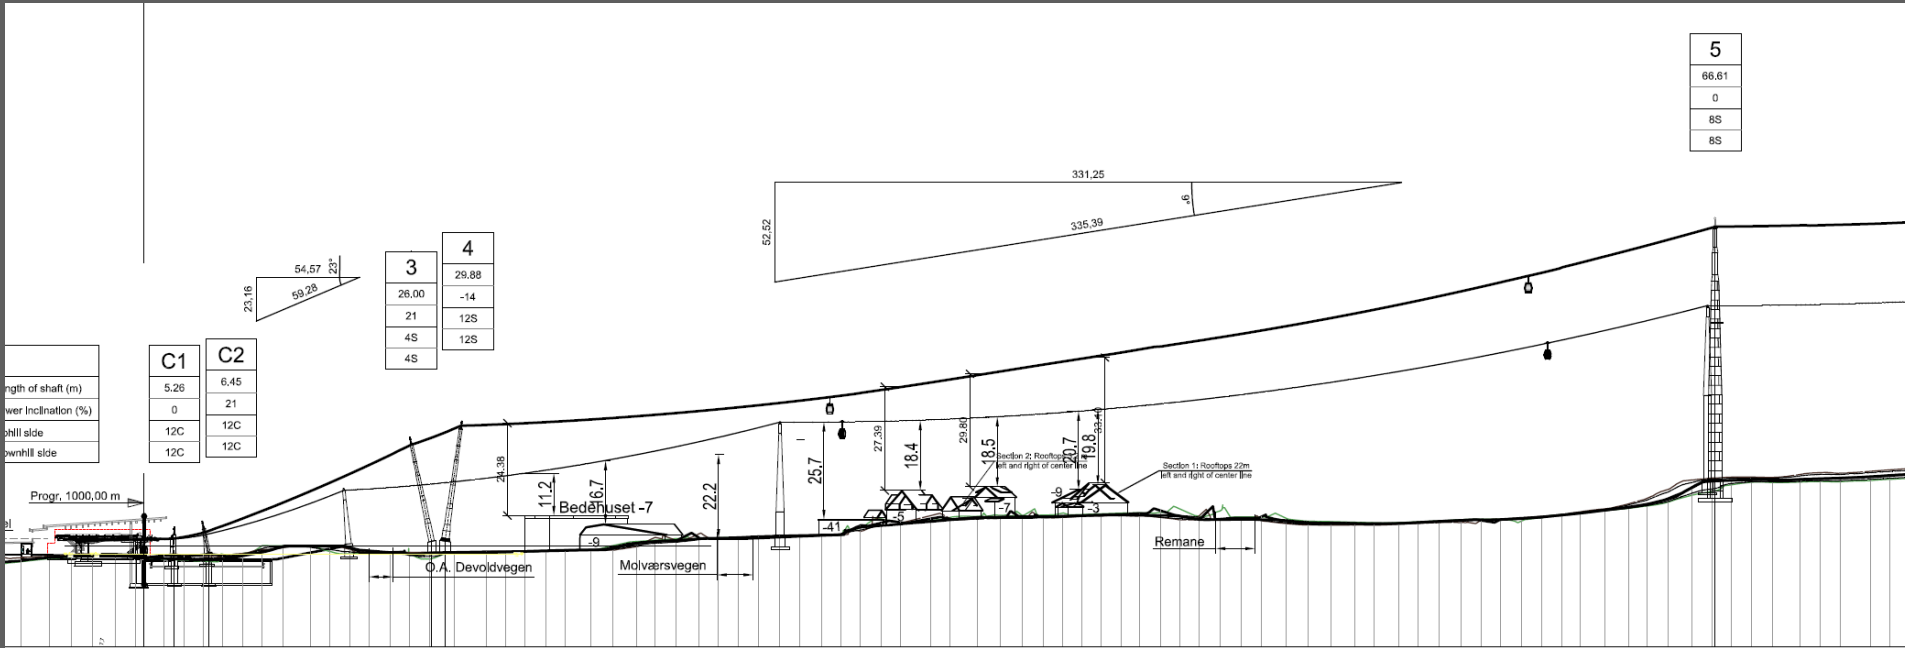 5
66.61
0
8S
8S
331,25
9°
335.39
52,52
54,57
23°
59.28
23,16
3
26.00
21
4S
4S
4
29.88
-14
12S
12S
C1
5.26
0
12C
12C
C2
6.45
21
12C
12C
ngth of shaft (m)
wer Inclination (%)
phill side
ownhill side
Progr. 1000,00 m
24.38
11.2
16.7
Bedehuset -7
-9
22.2
25.7
-41
27.39
18.4
-5
29.80
18.5
-7
Section 2: Rooftops
left and right of center line
20.7
19.8
33.40
-9
-3
Section 1: Rooftops 22m
left and right of center line
O.A. Devoldvegen
Molværsvegen
Remane